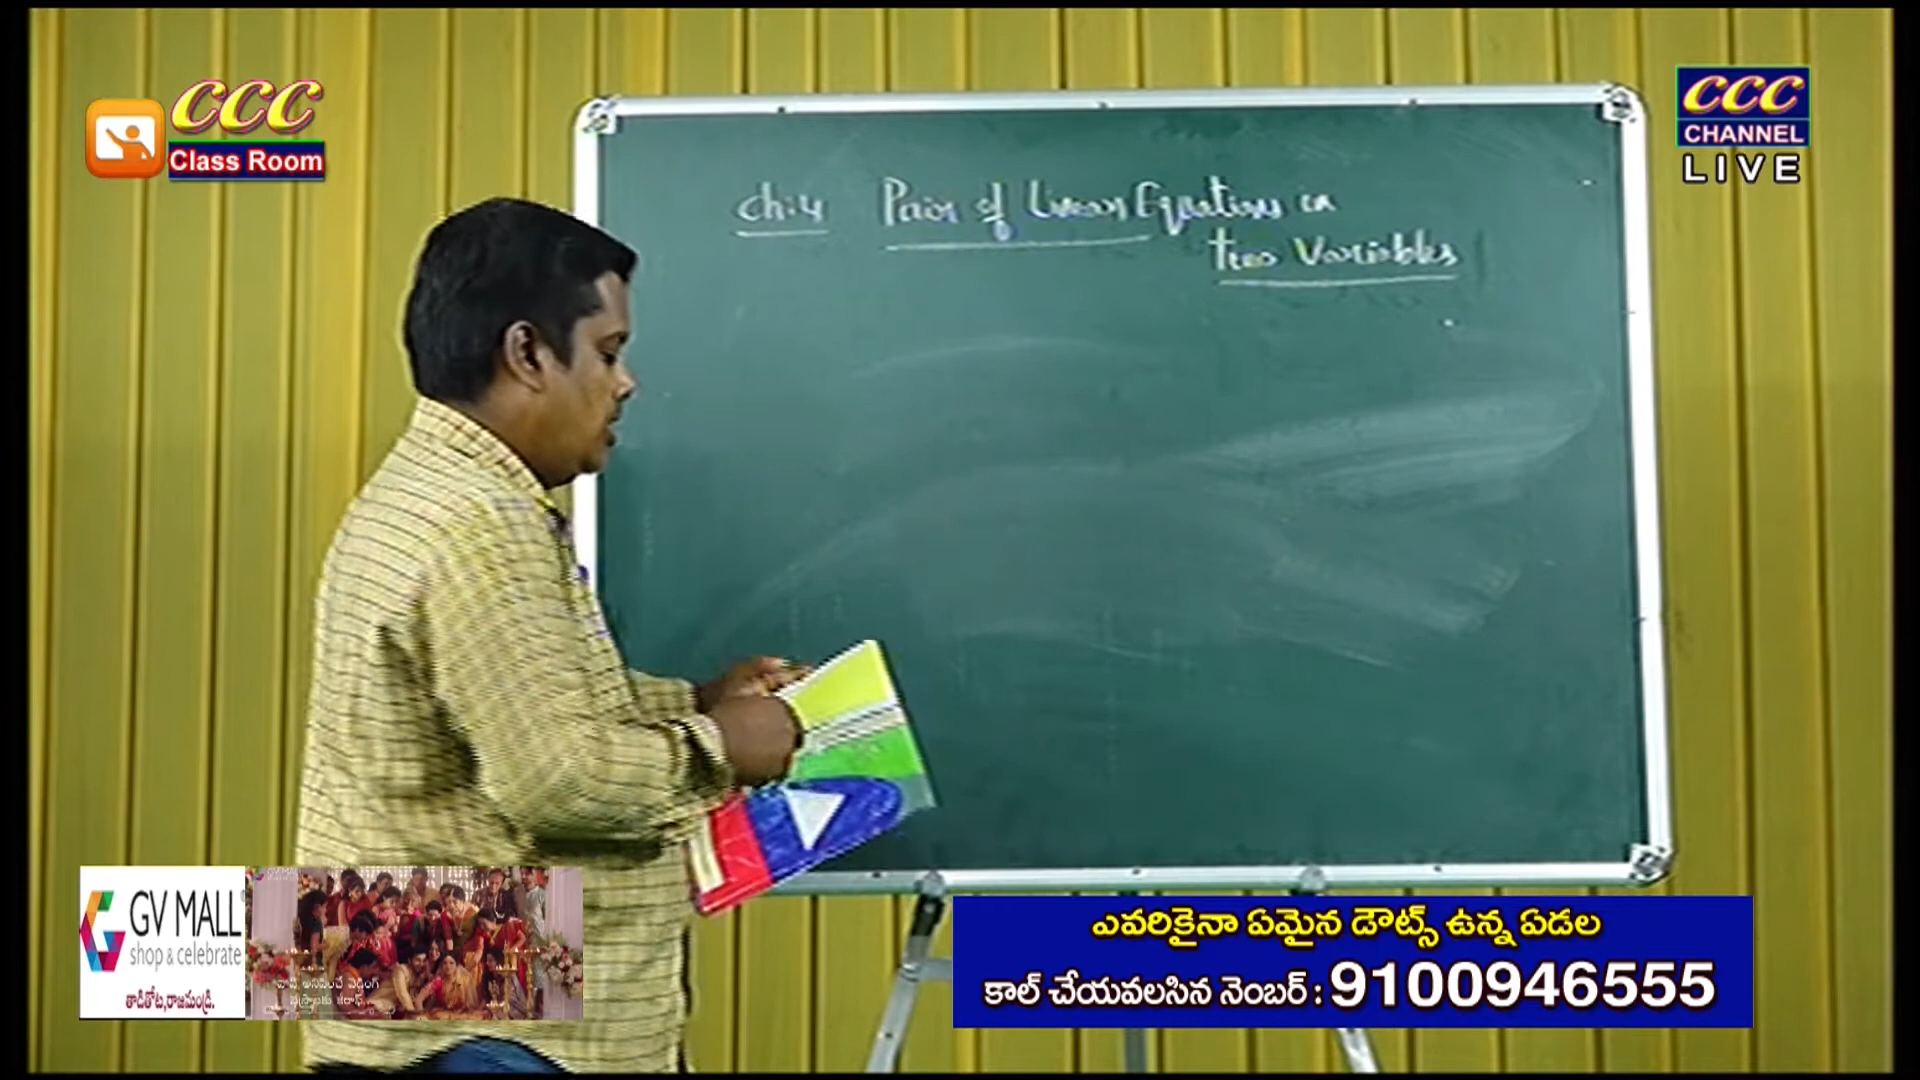 CCC
Class Room
CCC
CHANNEL
LIVE
Ch:4 Pair of Linear Equations in
two Variables
GV MALL
shop & celebrate
తాడితోట,రాజమండ్రి.
ఎవరికైనా ఏమైన డౌట్స్ ఉన్న ఏడల
కాల్ చేయవలసిన నెంబర్ : 9100946555